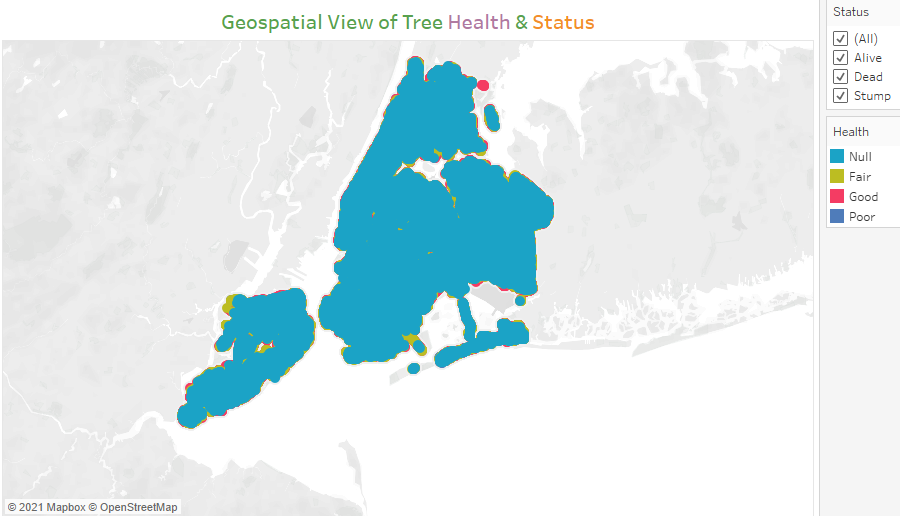 Geospatial View of Tree Health & Status
Status
(All)
Alive
Dead
Stump
Health
Null
Fair
Good
Poor
© 2021 Mapbox © OpenStreetMap